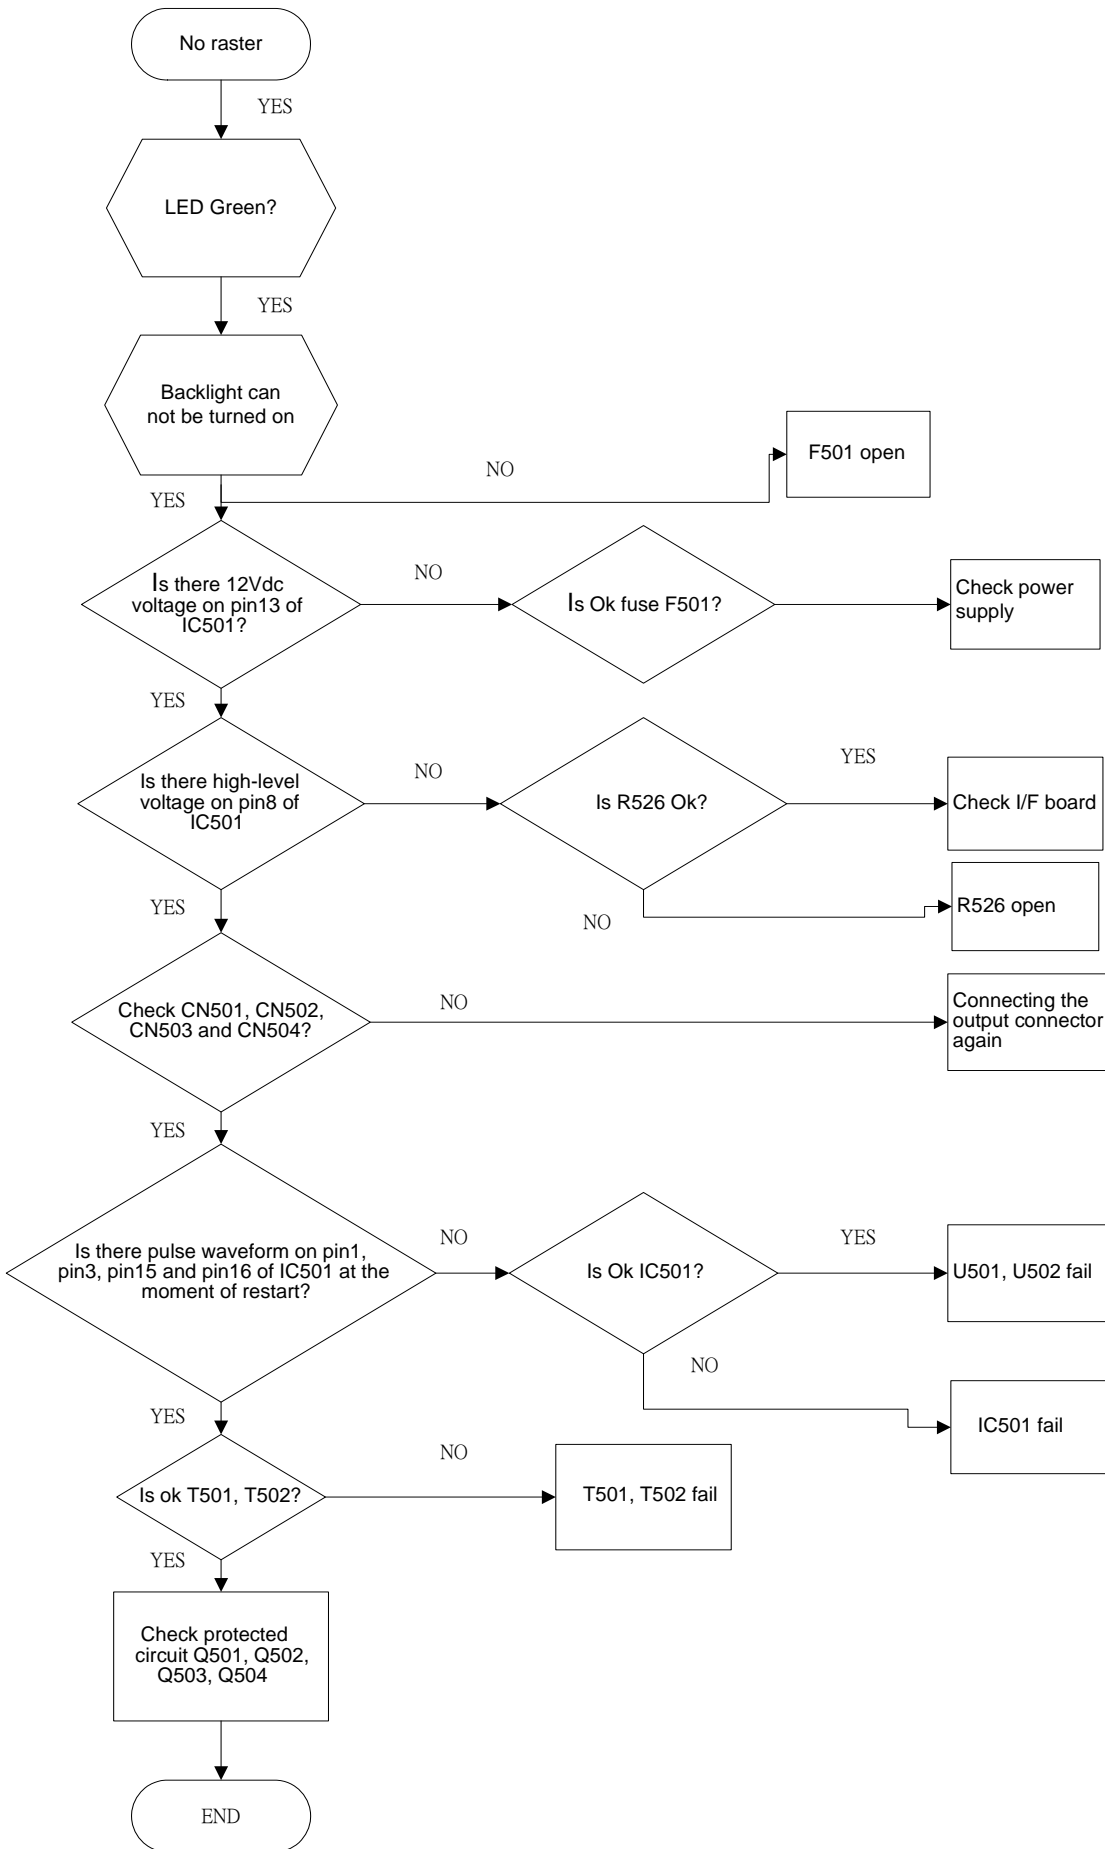 No raster
YES
LED Green?
YES
Backlight can
not be turned on
F501 open
NO
YES
Is there 12Vdc
voltage on pin13 of
IC501?
NO
Is Ok fuse F501?
Check power
supply
YES
Is there high-level
voltage on pin8 of
IC501
NO
Is R526 Ok?
YES
Check I/F board
YES
NO
R526 open
Check CN501, CN502,
CN503 and CN504?
NO
Connecting the
output connector
again
YES
Is there pulse waveform on pin1,
pin3, pin15 and pin16 of IC501 at the
moment of restart?
NO
Is Ok IC501?
YES
U501, U502 fail
NO
IC501 fail
YES
Is ok T501, T502?
NO
T501, T502 fail
YES
Check protected
circuit Q501, Q502,
Q503, Q504
END